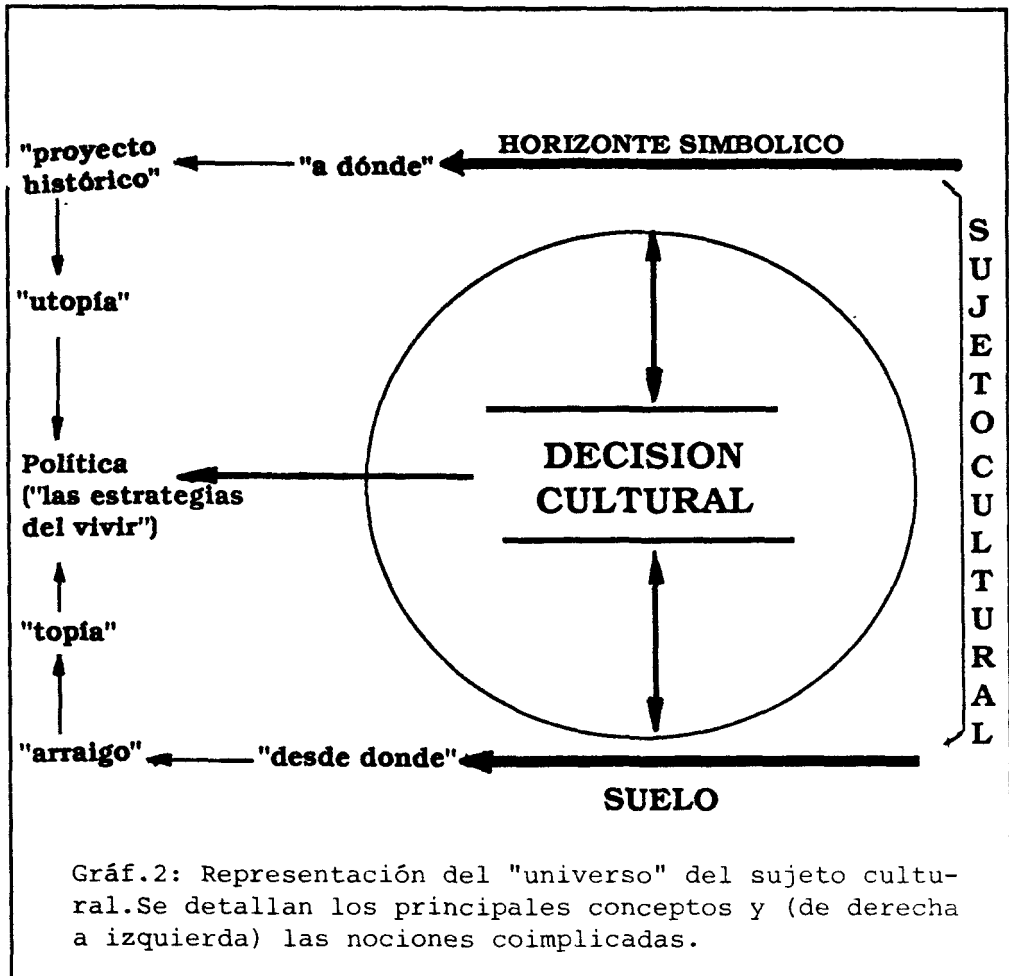 HORIZONTE SIMBOLICO
"proyecto
histórico"
"a dónde"
"utopía"
DECISION
CULTURAL
Política
("las estrategias
del vivir")
"topía"
"arraigo"
"desde donde"
SUELO
SUJETO CULTURAL
Gráf.2: Representación del "universo" del sujeto cultu-
ral.Se detallan los principales conceptos y (de derecha
a izquierda) las nociones coimplicadas.